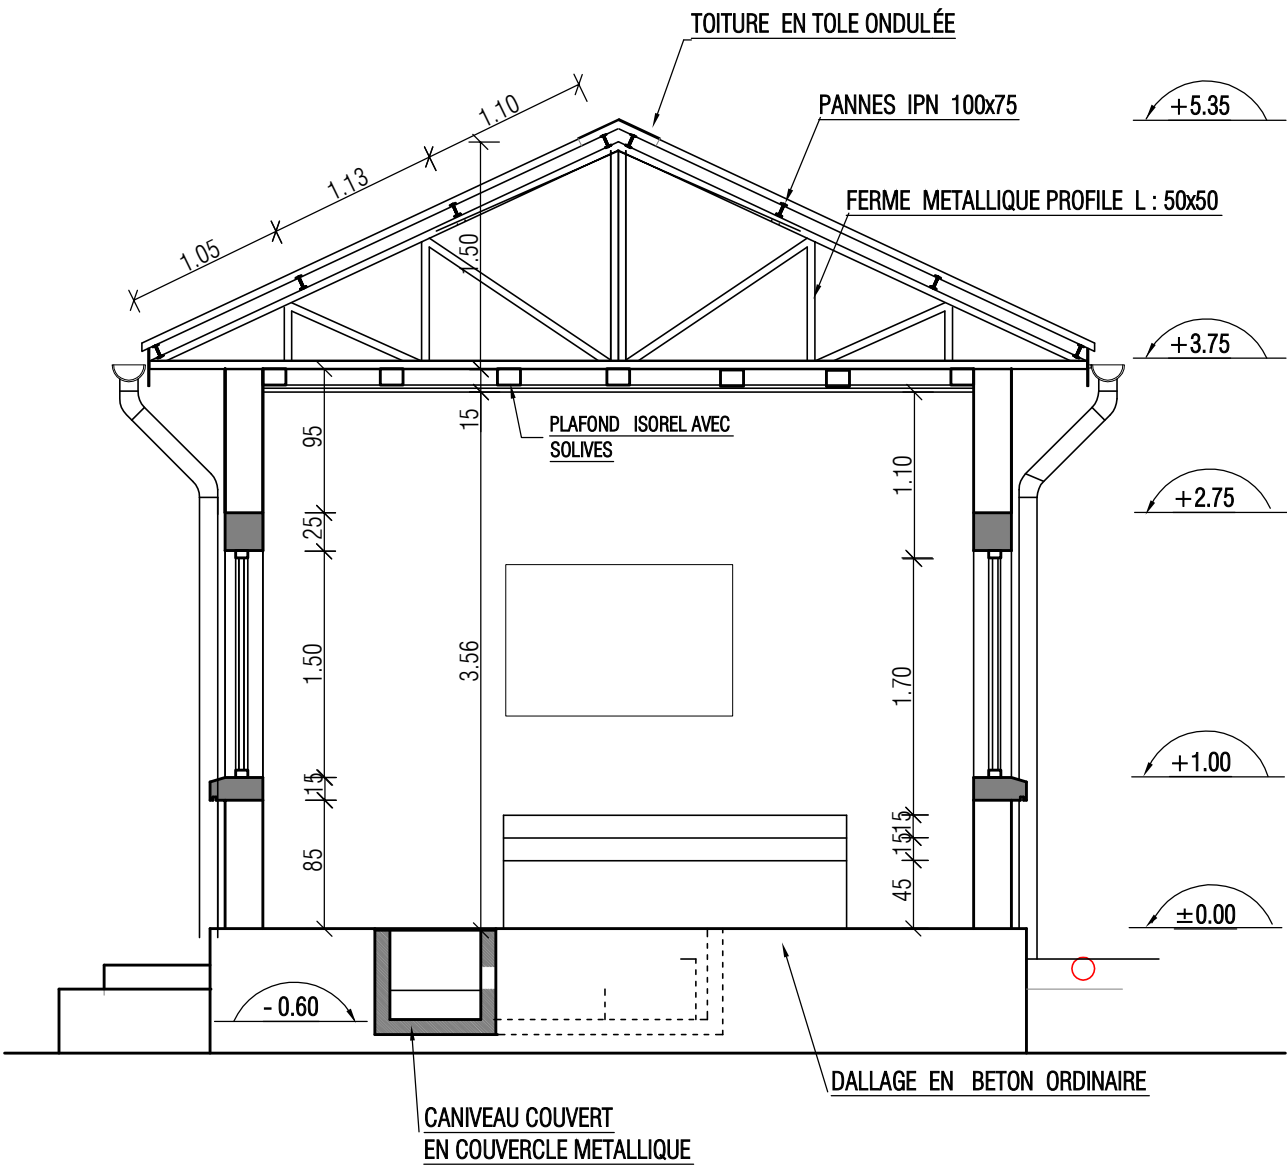 TOITURE EN TOLE ONDULÉE
PANNES IPN 100x75
+5.35
1.10
1.13
1.05
1.50
FERME METALLIQUE PROFILE L : 50x50
+3.75
PLAFOND ISOREL AVEC
SOLIVES
15
95
25
1.10
+2.75
1.50
3.56
1.70
15
+1.00
85
15
15
45
±0.00
- 0.60
DALLAGE EN BETON ORDINAIRE
CANIVEAU COUVERT
EN COUVERCLE METALLIQUE